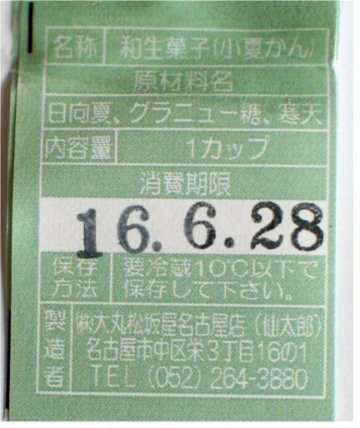 名称 和生菓子(小夏かん)
原材料名
日向夏、グラニュー糖、寒天
内容量 1カップ
消費期限
16.6.28
保存方法 要冷蔵10℃以下で保存して下さい。
製造者 ㈱大丸松坂屋名古屋店(仙太郎)
名古屋市中区栄3丁目16の1
TEL(052)264-3880